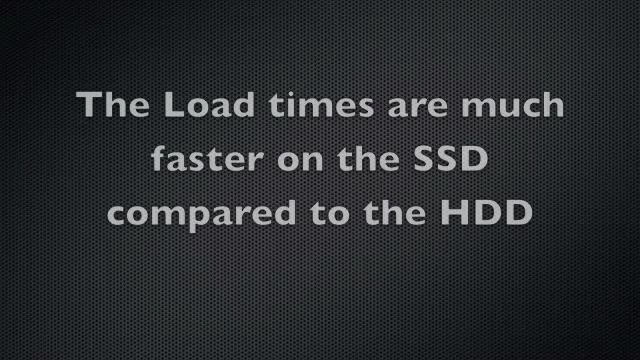 The Load times are much
faster on the SSD
compared to the HDD